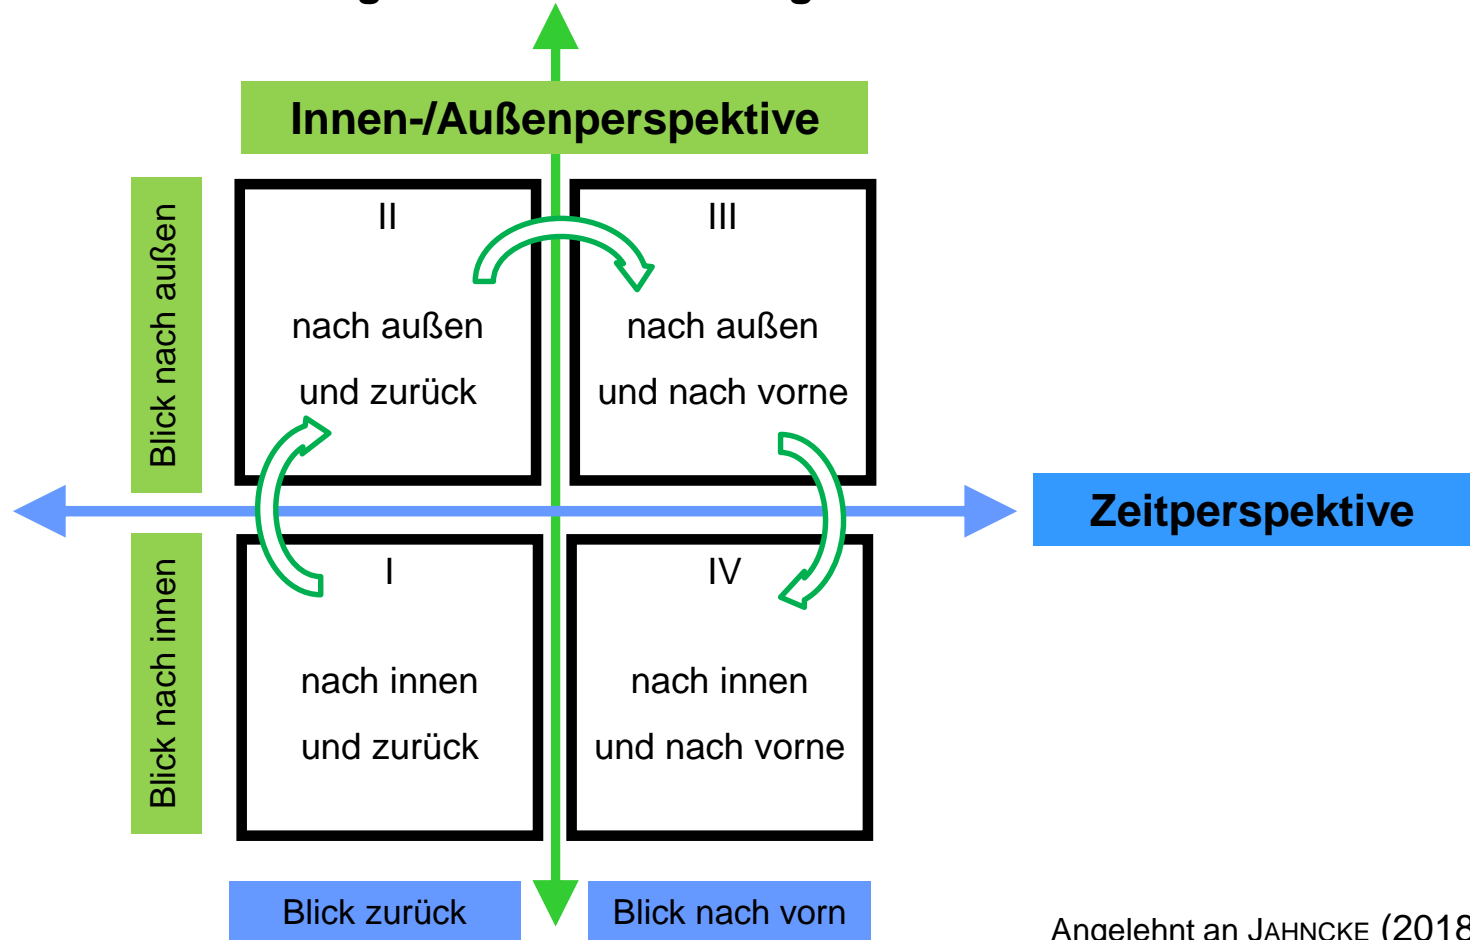 Innen-/Außenperspektive
Blick nach außen
II
nach außen
und zurück
III
nach außen
und nach vorne
Zeitperspektive
Blick nach innen
I
nach innen
und zurück
IV
nach innen
und nach vorne
Blick zurück
Blick nach vorn
Angelehnt an JAHNCKE (2018